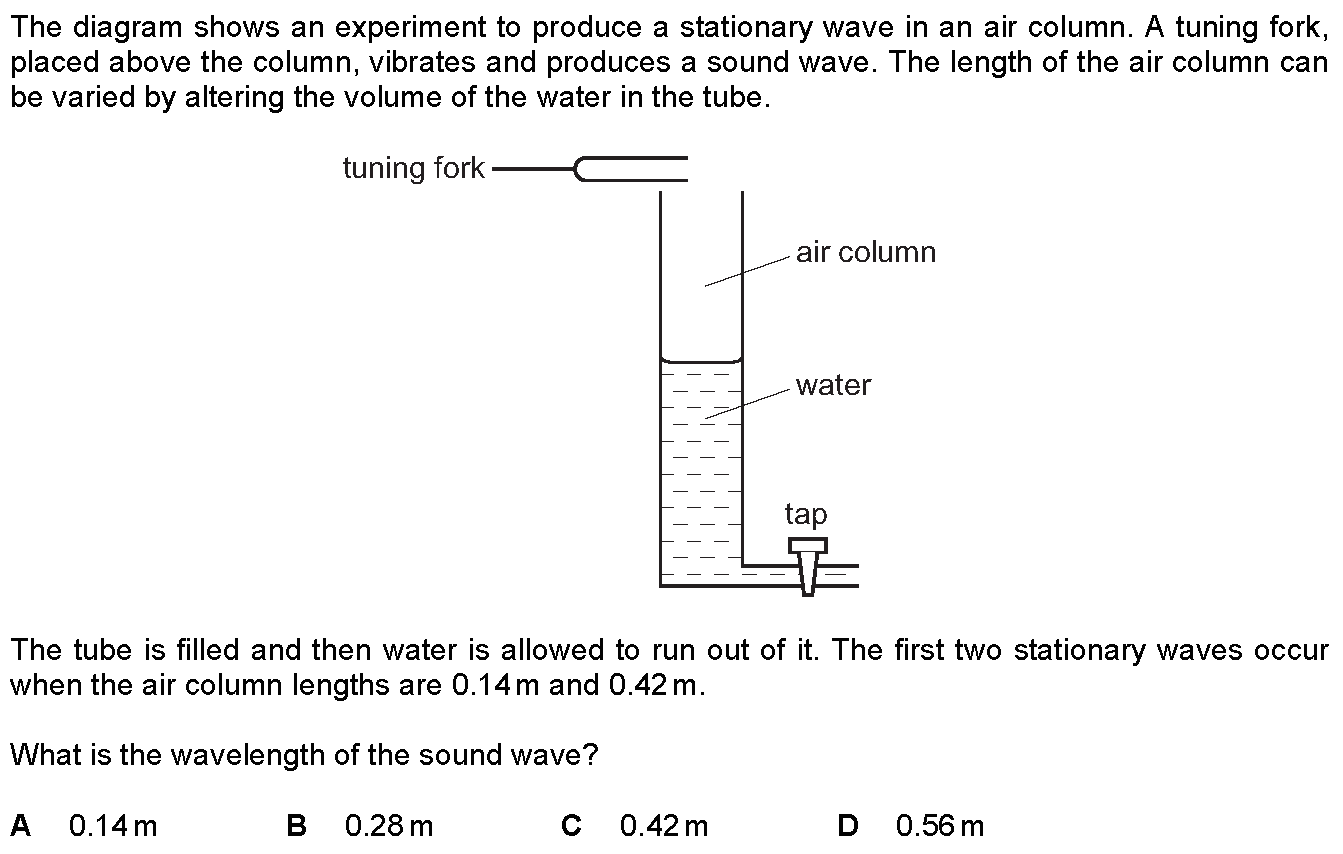 The diagram shows an experiment to produce a stationary wave in an air column. A tuning fork,
placed above the column, vibrates and produces a sound wave. The length of the air column can
be varied by altering the volume of the water in the tube.
tuning fork
air column
water
tap
The tube is filled and then water is allowed to run out of it. The first two stationary waves occur
when the air column lengths are 0.14 m and 0.42 m.
What is the wavelength of the sound wave?
A 0.14 m B 0.28 m C 0.42 m D 0.56 m